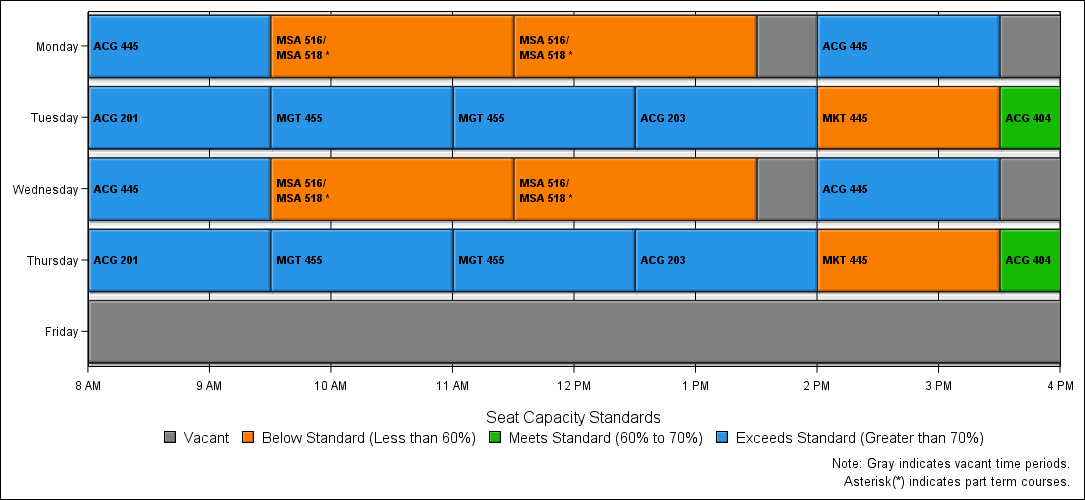 Monday
ACG 445
MSA 516/
MSA 518 *
MSA 516/
MSA 518 *
ACG 445
Tuesday
ACG 201
MGT 455
MGT 455
ACG 203
MKT 445
ACG 404
Wednesday
ACG 445
MSA 516/
MSA 518 *
MSA 516/
MSA 518 *
ACG 445
Thursday
ACG 201
MGT 455
MGT 455
ACG 203
MKT 445
ACG 404
Friday
8 AM
9 AM
10 AM
11 AM
12 PM
1 PM
2 PM
3 PM
4 PM
Seat Capacity Standards
Vacant
Below Standard (Less than 60%)
Meets Standard (60% to 70%)
Exceeds Standard (Greater than 70%)
Note: Gray indicates vacant time periods.
Asterisk(*) indicates part term courses.